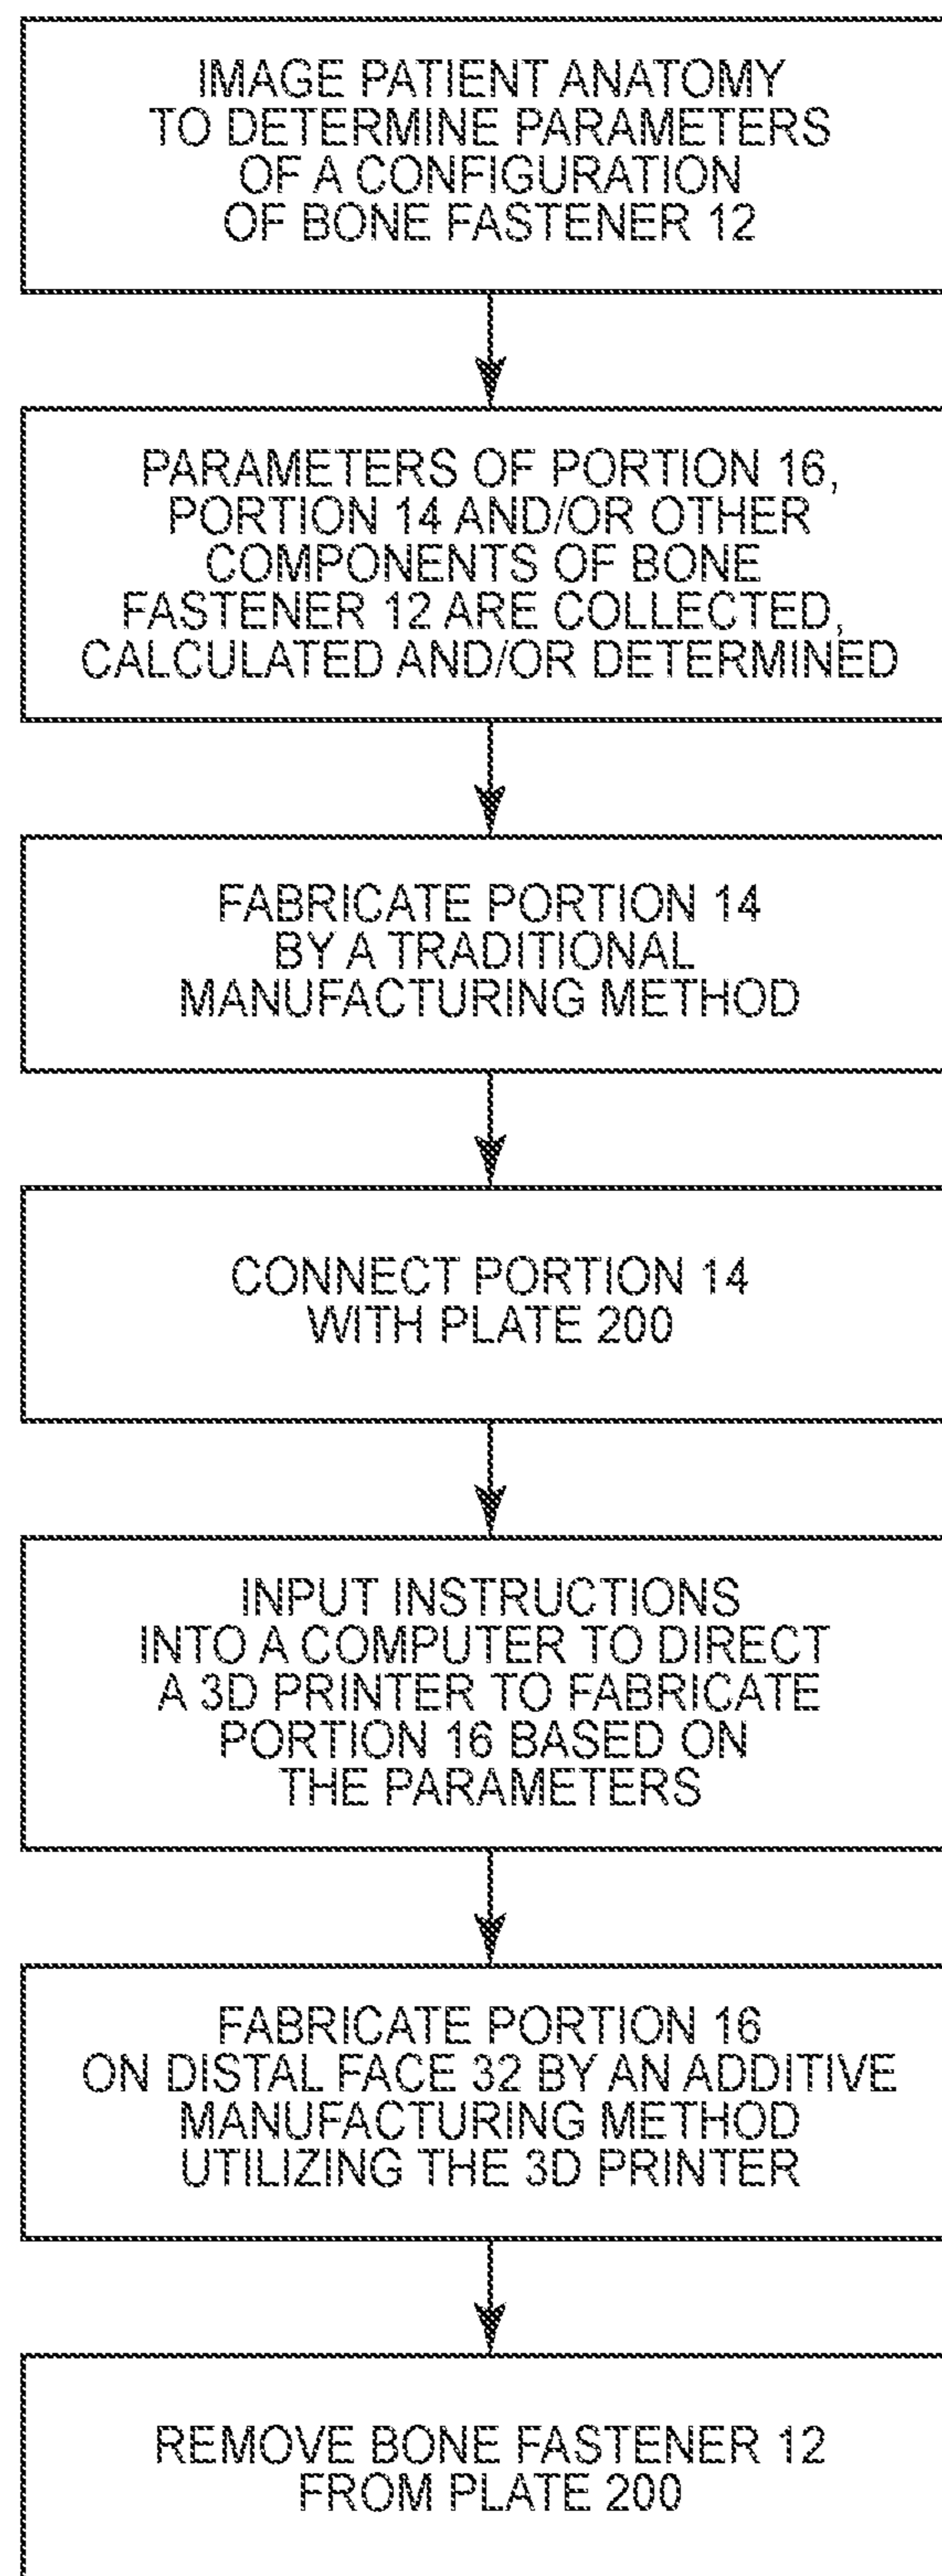 IMAGE PATIENT ANATOMY
TO DETERMINE PARAMETERS
OF A CONFIGURATION
OF BONE FASTENER 12
PARAMETERS OF PORTION 16,
PORTION 14 AND/OR OTHER
COMPONENTS OF BONE
FASTENER 12 ARE COLLECTED,
CALCULATED AND/OR DETERMINED
FABRICATE PORTION 14
BY A TRADITIONAL
MANUFACTURING METHOD
CONNECT PORTION 14
WITH PLATE 200
INPUT INSTRUCTIONS
INTO A COMPUTER TO DIRECT
A 3D PRINTER TO FABRICATE
PORTION 16 BASED ON
THE PARAMETERS
FABRICATE PORTION 16
ON DISTAL FACE 32 BY AN ADDITIVE
MANUFACTURING METHOD
UTILIZING THE 3D PRINTER
REMOVE BONE FASTENER 12
FROM PLATE 200